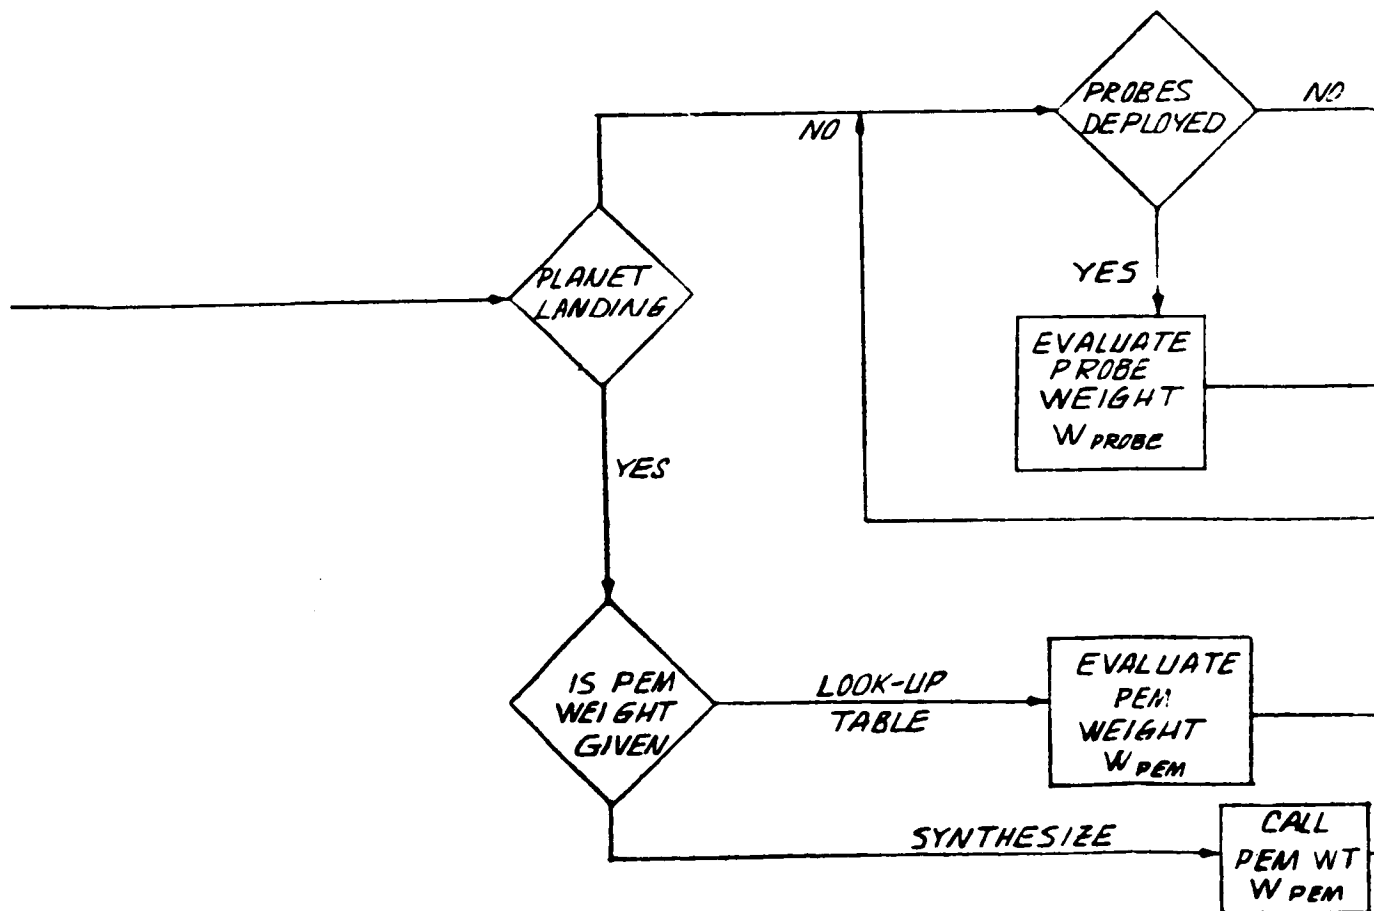 PROBES
DEPLOYED
NO
NO
PLANET
LANDING
YES
EVALUATE
PROBE
WEIGHT
W PROBE
YES
IS PEM
WEIGHT
GIVEN
LOOK-UP
TABLE
EVALUATE
PEM
WEIGHT
W PEM
SYNTHESIZE
CALL
PEM WT
W PEM